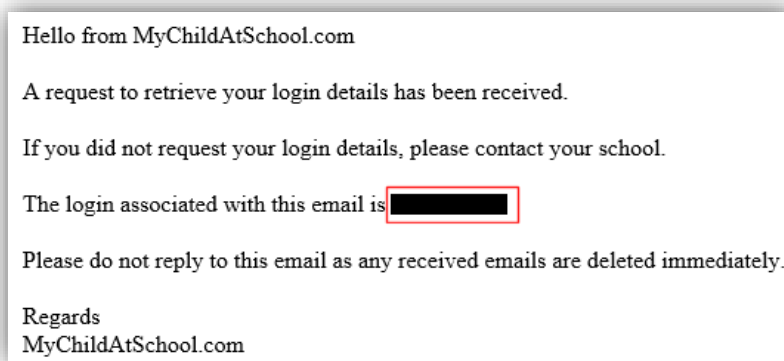 Hello from MyChildAtSchool.com
A request to retrieve your login details has been received.
If you did not request your login details, please contact your school.
The login associated with this email is
Please do not reply to this email as any received emails are deleted immediately.
Regards
MyChildAtSchool.com